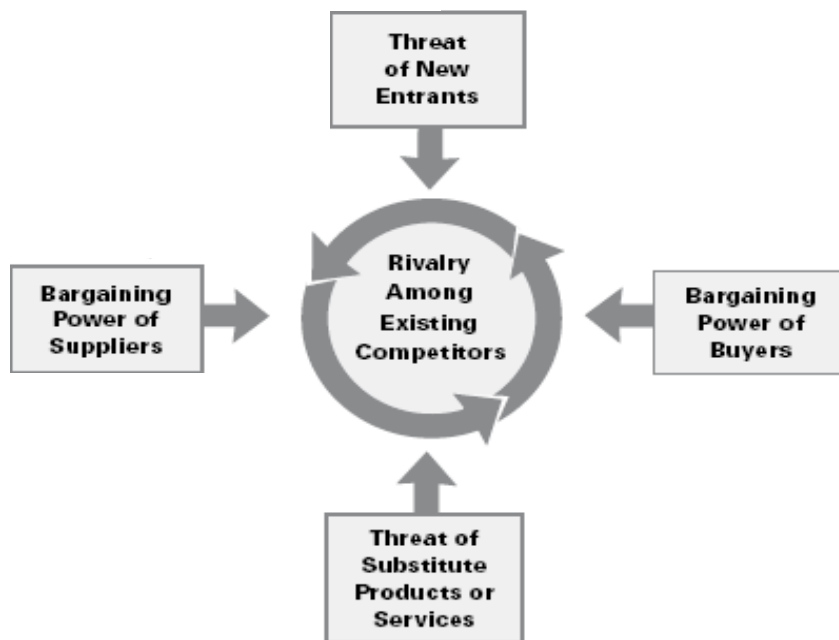 Threat
of New
Entrants
Rivalry
Among
Existing
Competitors
Bargaining
Power of
Suppliers
Bargaining
Power of
Buyers
Threat of
Substitute
Products or
Services